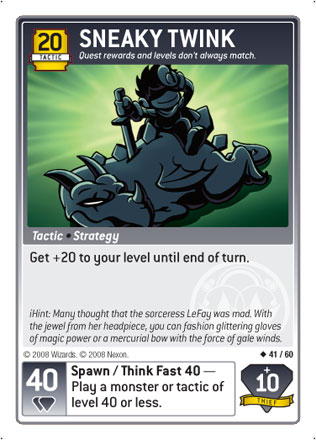 20
TACTIC
SNEAKY TWINK
Quest rewards and levels don't always match.
Tactic • Strategy
Get +20 to your level until end of turn.
iHint: Many thought that the sorceress LeFay was mad. With
the jewel from her headpiece, you can fashion glittering gloves
of magic power or a mercurial bow with the force of gale winds.
© 2008 Wizards. © 2008 Nexon.
◆ 41 / 60
40
Spawn / Think Fast 40 —
Play a monster or tactic of
level 40 or less.
+
10
THIEF